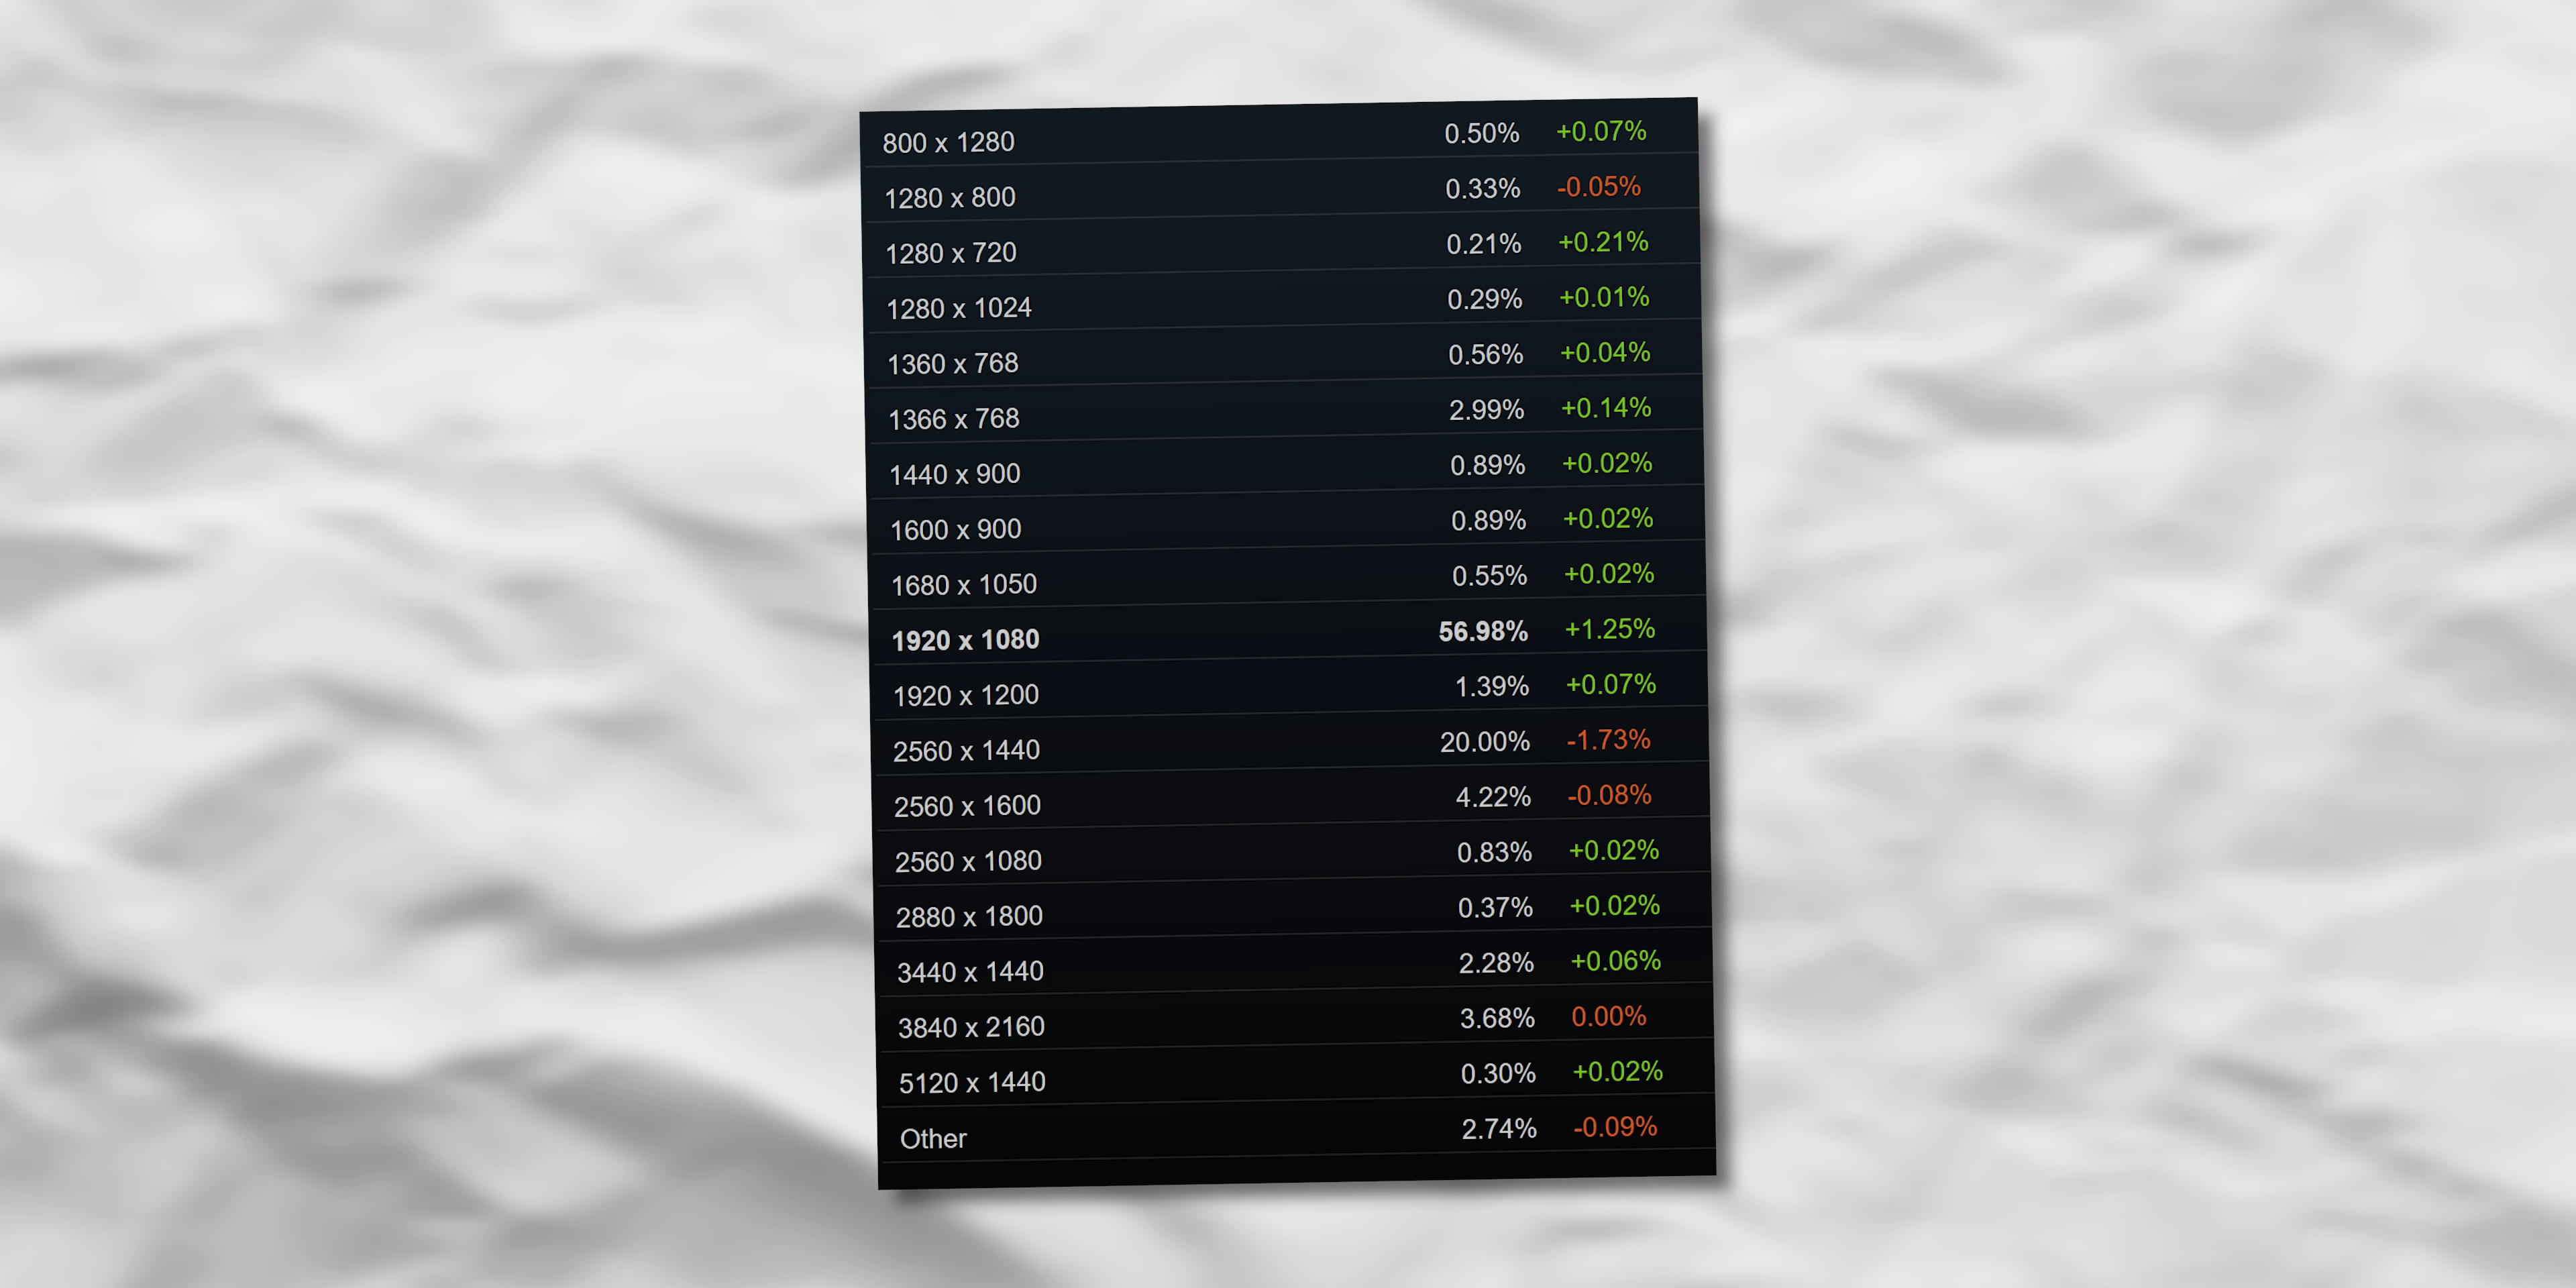 800 x 1280 0.50% +0.07%
1280 x 800 0.33% -0.05%
1280 x 720 0.21% +0.21%
1280 x 1024 0.29% +0.01%
1360 x 768 0.56% +0.04%
1366 x 768 2.99% +0.14%
1440 x 900 0.89% +0.02%
1600 x 900 0.89% +0.02%
1680 x 1050 0.55% +0.02%
1920 x 1080 56.98% +1.25%
1920 x 1200 1.39% +0.07%
2560 x 1440 20.00% -1.73%
2560 x 1600 4.22% -0.08%
2560 x 1080 0.83% +0.02%
2880 x 1800 0.37% +0.02%
3440 x 1440 2.28% +0.06%
3840 x 2160 3.68% 0.00%
5120 x 1440 0.30% +0.02%
Other 2.74% -0.09%